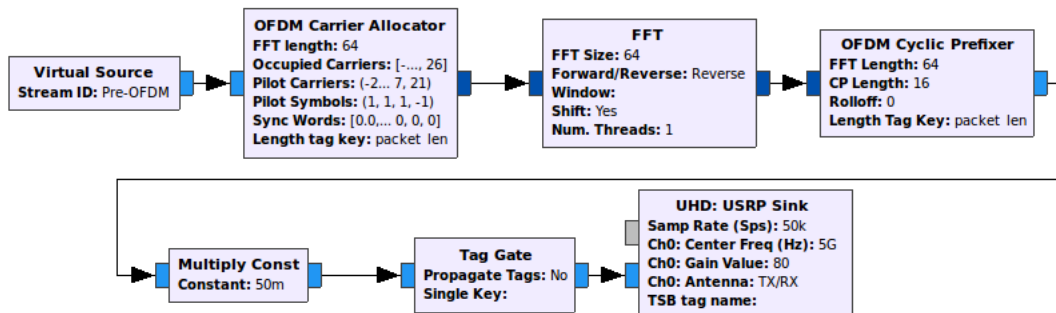 Virtual Source
Stream ID: Pre-OFDM
OFDM Carrier Allocator
FFT length: 64
Occupied Carriers: [-..., 26]
Pilot Carriers: (-2... 7, 21)
Pilot Symbols: (1, 1, 1, -1)
Sync Words: [0.0,... 0, 0, 0]
Length tag key: packet_len
FFT
FFT Size: 64
Forward/Reverse: Reverse
Window:
Shift: Yes
Num. Threads: 1
OFDM Cyclic Prefixer
FFT Length: 64
CP Length: 16
Rolloff: 0
Length Tag Key: packet_len
Multiply Const
Constant: 50m
Tag Gate
Propagate Tags: No
Single Key:
UHD: USRP Sink
Samp Rate (Sps): 50k
Ch0: Center Freq (Hz): 5G
Ch0: Gain Value: 80
Ch0: Antenna: TX/RX
TSB tag name: